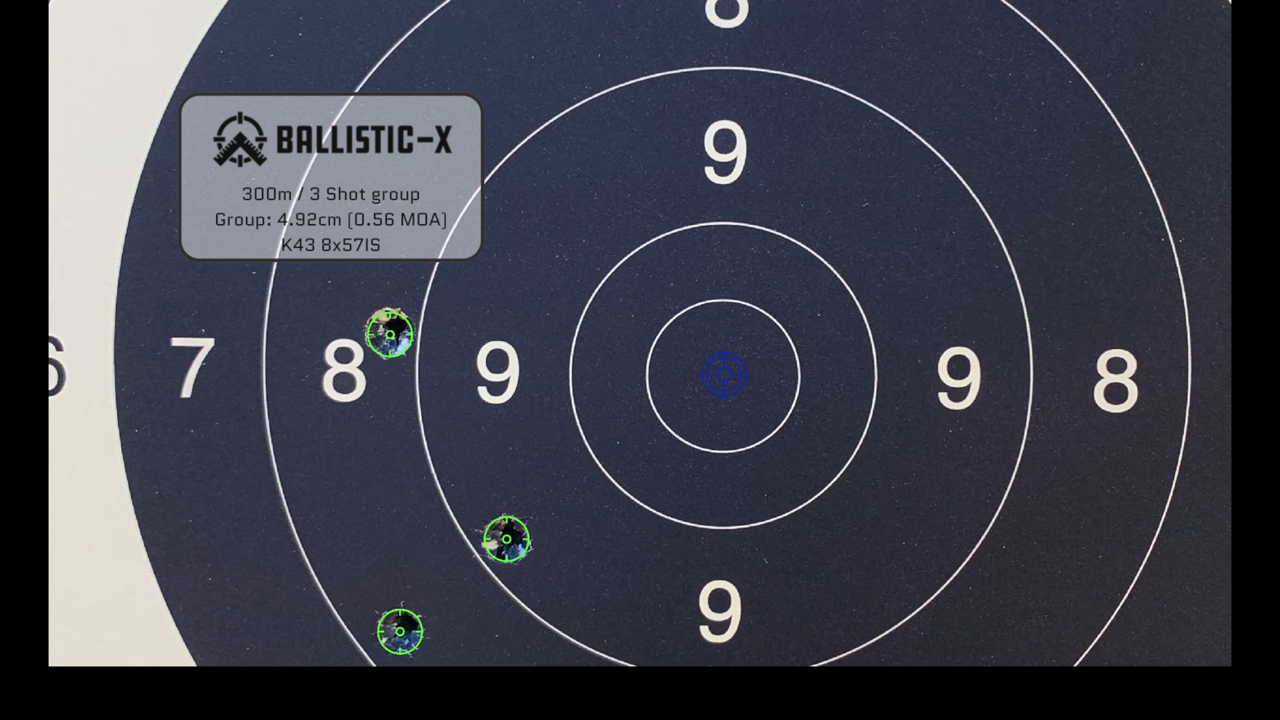 8
9
BALLISTIC-X
300m / 3 Shot group
Group: 4.92cm (0.56 MOA)
K43 8x57IS
6 7 8 9 9 8
9